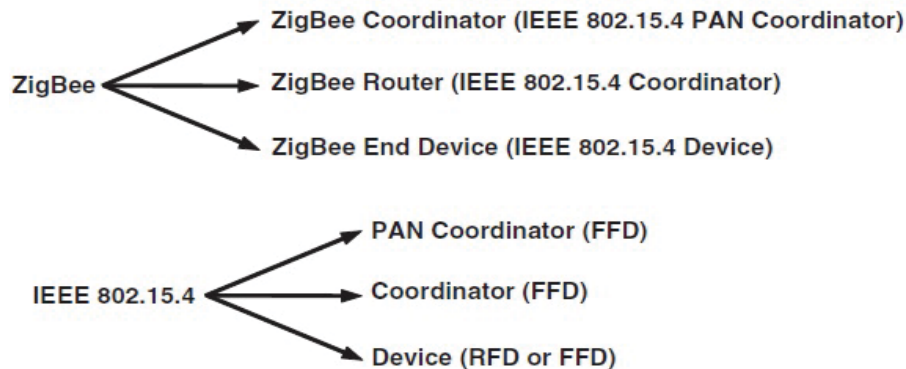 ZigBee Coordinator (IEEE 802.15.4 PAN Coordinator)
ZigBee
ZigBee Router (IEEE 802.15.4 Coordinator)
ZigBee End Device (IEEE 802.15.4 Device)
PAN Coordinator (FFD)
IEEE 802.15.4
Coordinator (FFD)
Device (RFD or FFD)